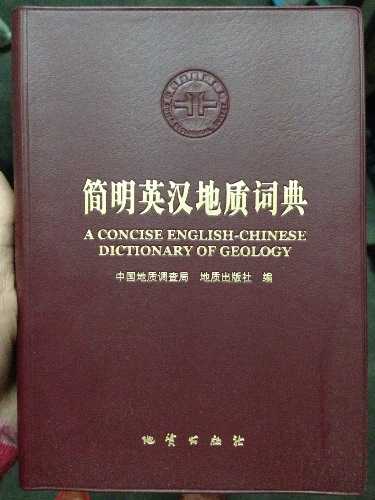 简明英汉地质词典
A CONCISE ENGLISH-CHINESE
DICTIONARY OF GEOLOGY
中国地质调查局 地质出版社 编
地质出版社